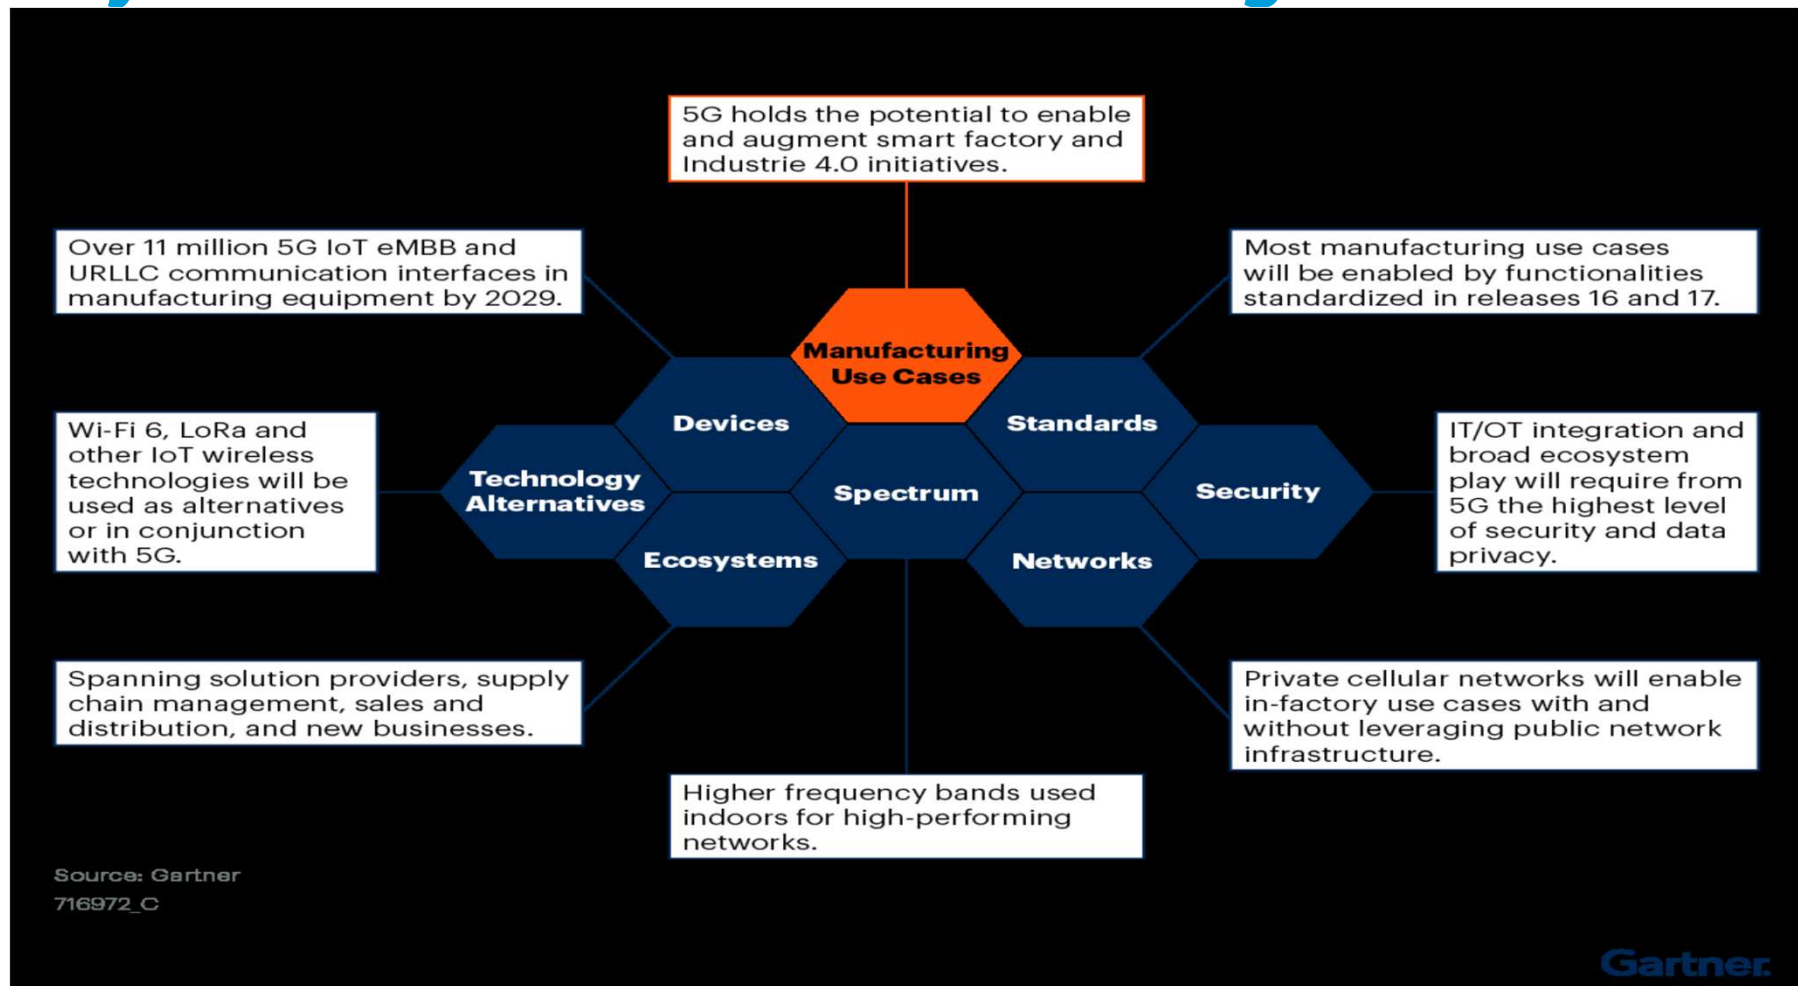 5G holds the potential to enable
and augment smart factory and
Industrie 4.0 initiatives.
Over 11 million 5G IoT eMBB and
URLLC communication interfaces in
manufacturing equipment by 2029.
Most manufacturing use cases
will be enabled by functionalities
standardized in releases 16 and 17.
Manufacturing
Use Cases
Devices
Standards
Wi-Fi 6, LoRa and
other IoT wireless
technologies will be
used as alternatives
or in conjunction
with 5G.
Technology
Alternatives
Spectrum
Security
IT/OT integration and
broad ecosystem
play will require from
5G the highest level
of security and data
privacy.
Ecosystems
Networks
Spanning solution providers, supply
chain management, sales and
distribution, and new businesses.
Private cellular networks will enable
in-factory use cases with and
without leveraging public network
infrastructure.
Higher frequency bands used
indoors for high-performing
networks.
Source: Gartner
716972_C
Gartner.